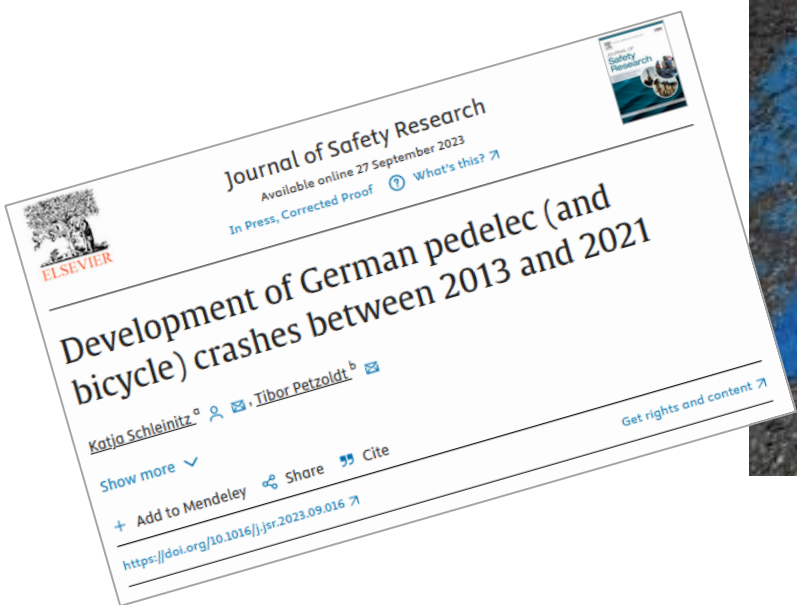 Journal of Safety Research
Available online 27 September 2023
In Press, Corrected Proof ? What's this? ↗
Safety
Research
ELSEVIER
Development of German pedelec (and
bicycle) crashes between 2013 and 2021
Katja Schleinitz a, Tibor Petzoldt b
Show more
+ Add to Mendeley Share Cite
Get rights and content ↗
https://doi.org/10.1016/j.jsr.2023.09.016 ↗